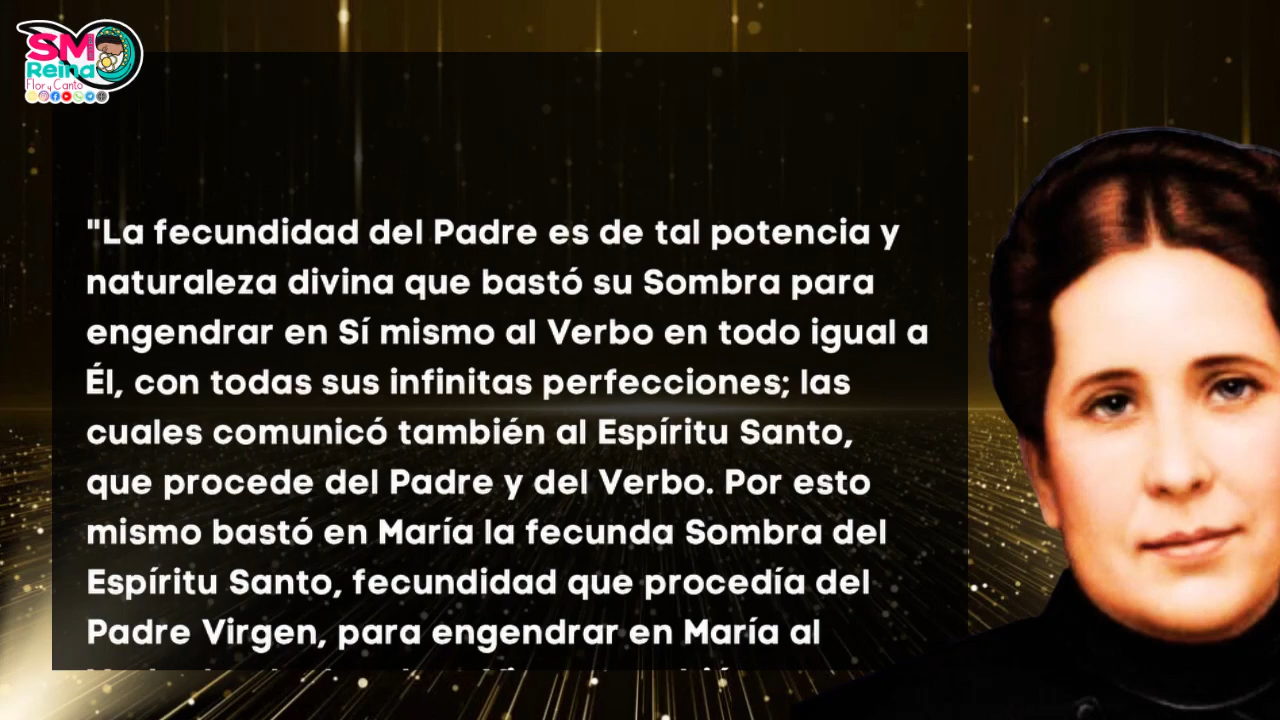 SM
Reina
Flor y Canto
"La fecundidad del Padre es de tal potencia y
naturaleza divina que bastó su Sombra para
engendrar en Sí mismo al Verbo en todo igual a
Él, con todas sus infinitas perfecciones; las
cuales comunicó también al Espíritu Santo,
que procede del Padre y del Verbo. Por esto
mismo bastó en María la fecunda Sombra del
Espíritu Santo, fecundidad que procedía del
Padre Virgen, para engendrar en María al